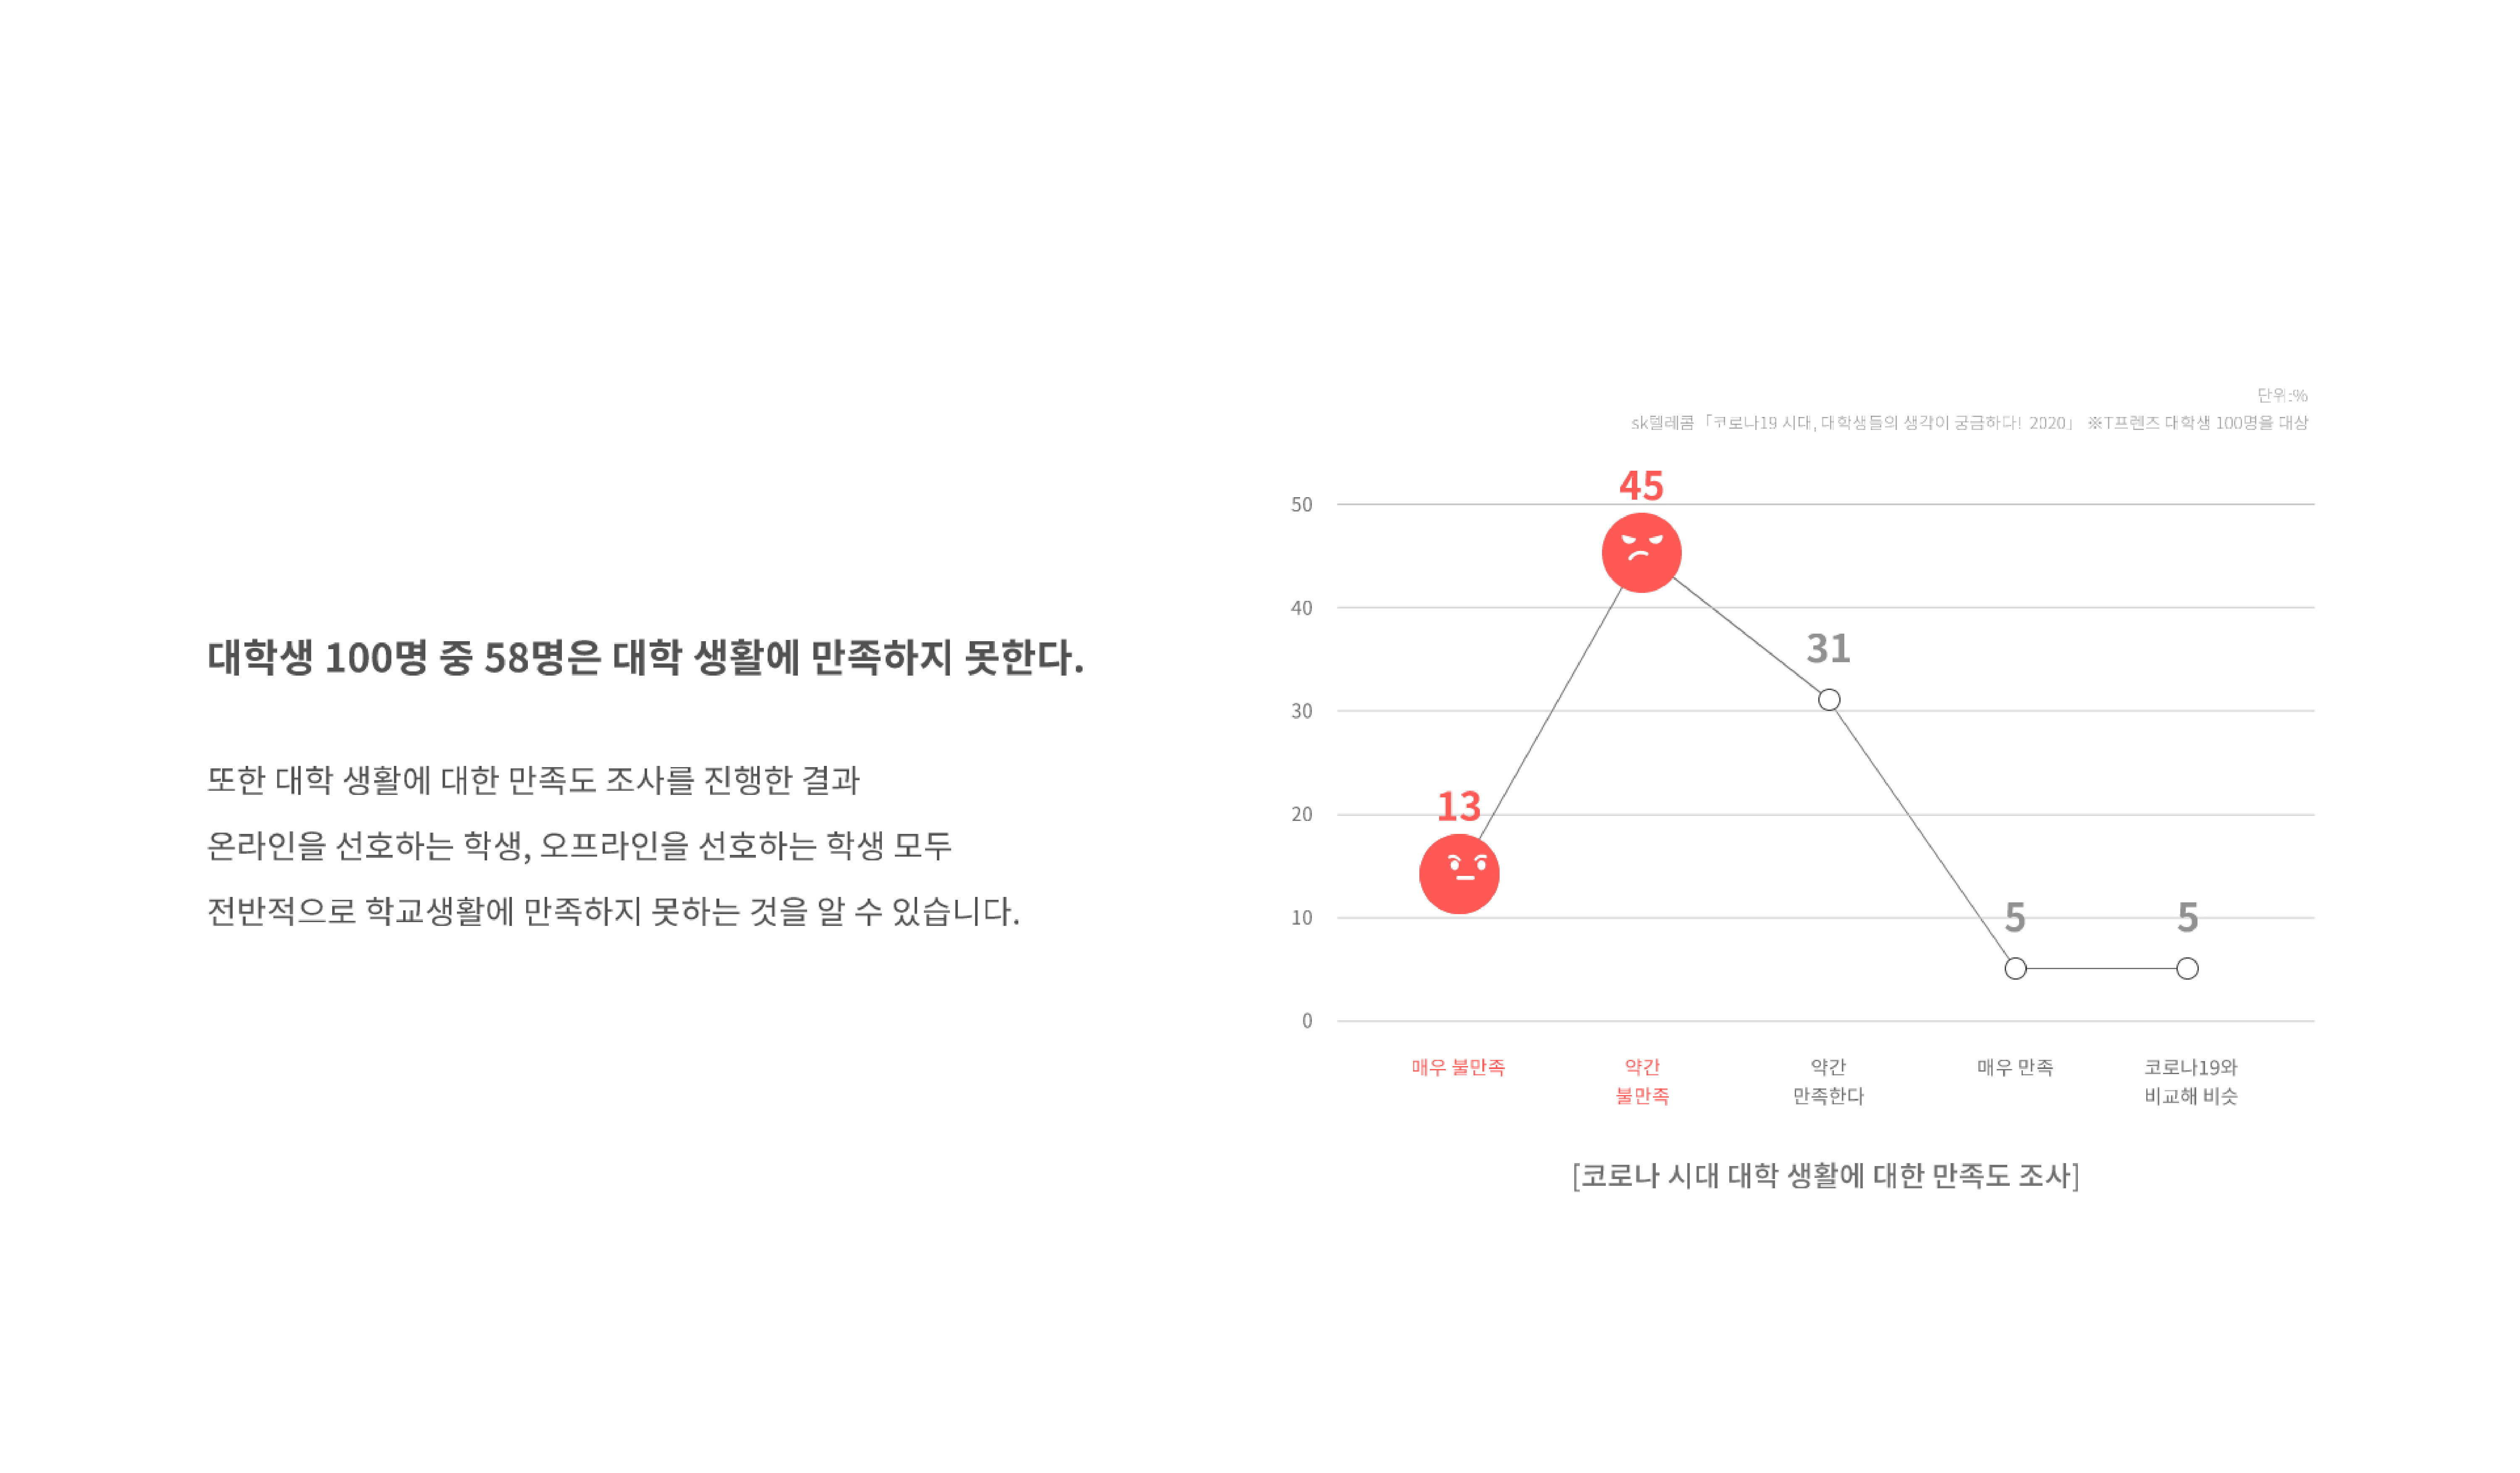 대학생 100명 중 58명은 대학 생활에 만족하지 못한다.
또한 대학 생활에 대한 만족도 조사를 진행한 결과
온라인을 선호하는 학생, 오프라인을 선호하는 학생 모두
전반적으로 학교생활에 만족하지 못하는 것을 알 수 있습니다.
단위:%
sk텔레콤「코로나19 시대, 대학생들의 생각이 궁금하다! 2020」 ※T프렌즈 대학생 100명을 대상
50
40
30
20
10
0
13
45
31
5
5
매우 불만족
약간
불만족
약간
만족한다
매우 만족
코로나19와
비교해 비슷
[코로나 시대 대학 생활에 대한 만족도 조사]